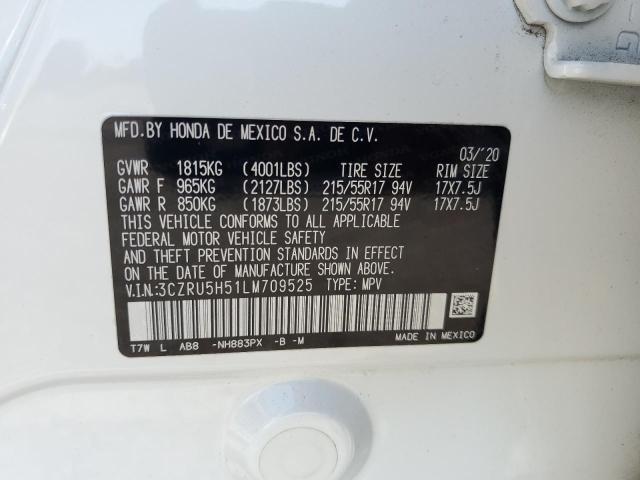 MFD.BY HONDA DE MEXICO S.A. DE C.V.
03/'20
GVWR 1815KG (4001LBS) TIRE SIZE RIM SIZE
GAWR F 965KG (2127LBS) 215/55R17 94V 17X7.5J
GAWR R 850KG (1873LBS) 215/55R17 94V 17X7.5J
THIS VEHICLE CONFORMS TO ALL APPLICABLE
FEDERAL MOTOR VEHICLE SAFETY
AND THEFT PREVENTION STANDARDS IN EFFECT
ON THE DATE OF MANUFACTURE SHOWN ABOVE.
V.I.N.:3CZRU5H51LM709525 TYPE: MPV
T7W L AB8 -NH883PX -B -M
MADE IN MEXICO